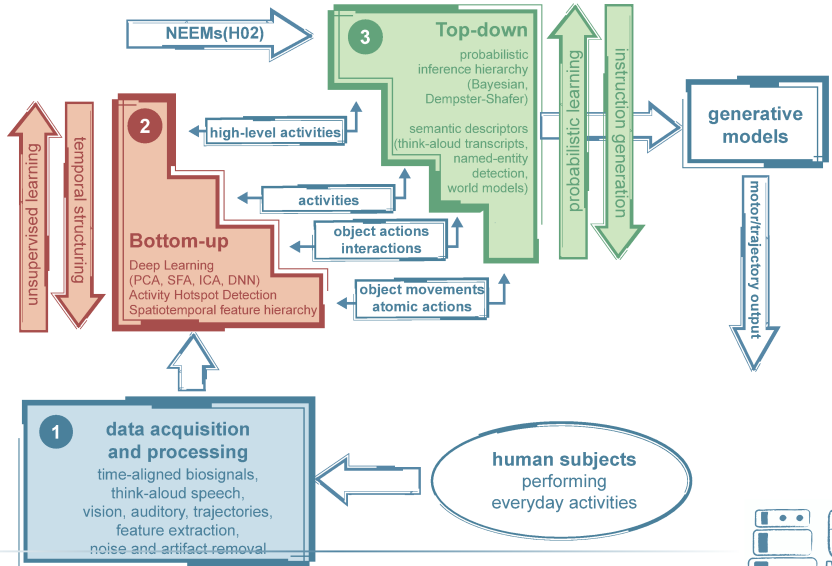 NEEMs(H02)
3
Top-down
probabilistic
inference hierarchy
(Bayesian,
Dempster-Shafer)
semantic descriptors
(think-aloud transcripts,
named-entity
detection,
world models)
probabilistic learning
instruction generation
generative
models
motor/trajectory output
unsupervised learning
temporal structuring
2
Bottom-up
Deep Learning
(PCA, SFA, ICA, DNN)
Activity Hotspot Detection
Spatiotemporal feature hierarchy
high-level activities
activities
object actions
interactions
object movements
atomic actions
1
data acquisition
and processing
time-aligned biosignals,
think-aloud speech,
vision, auditory, trajectories,
feature extraction,
noise and artifact removal
human subjects
performing
everyday activities